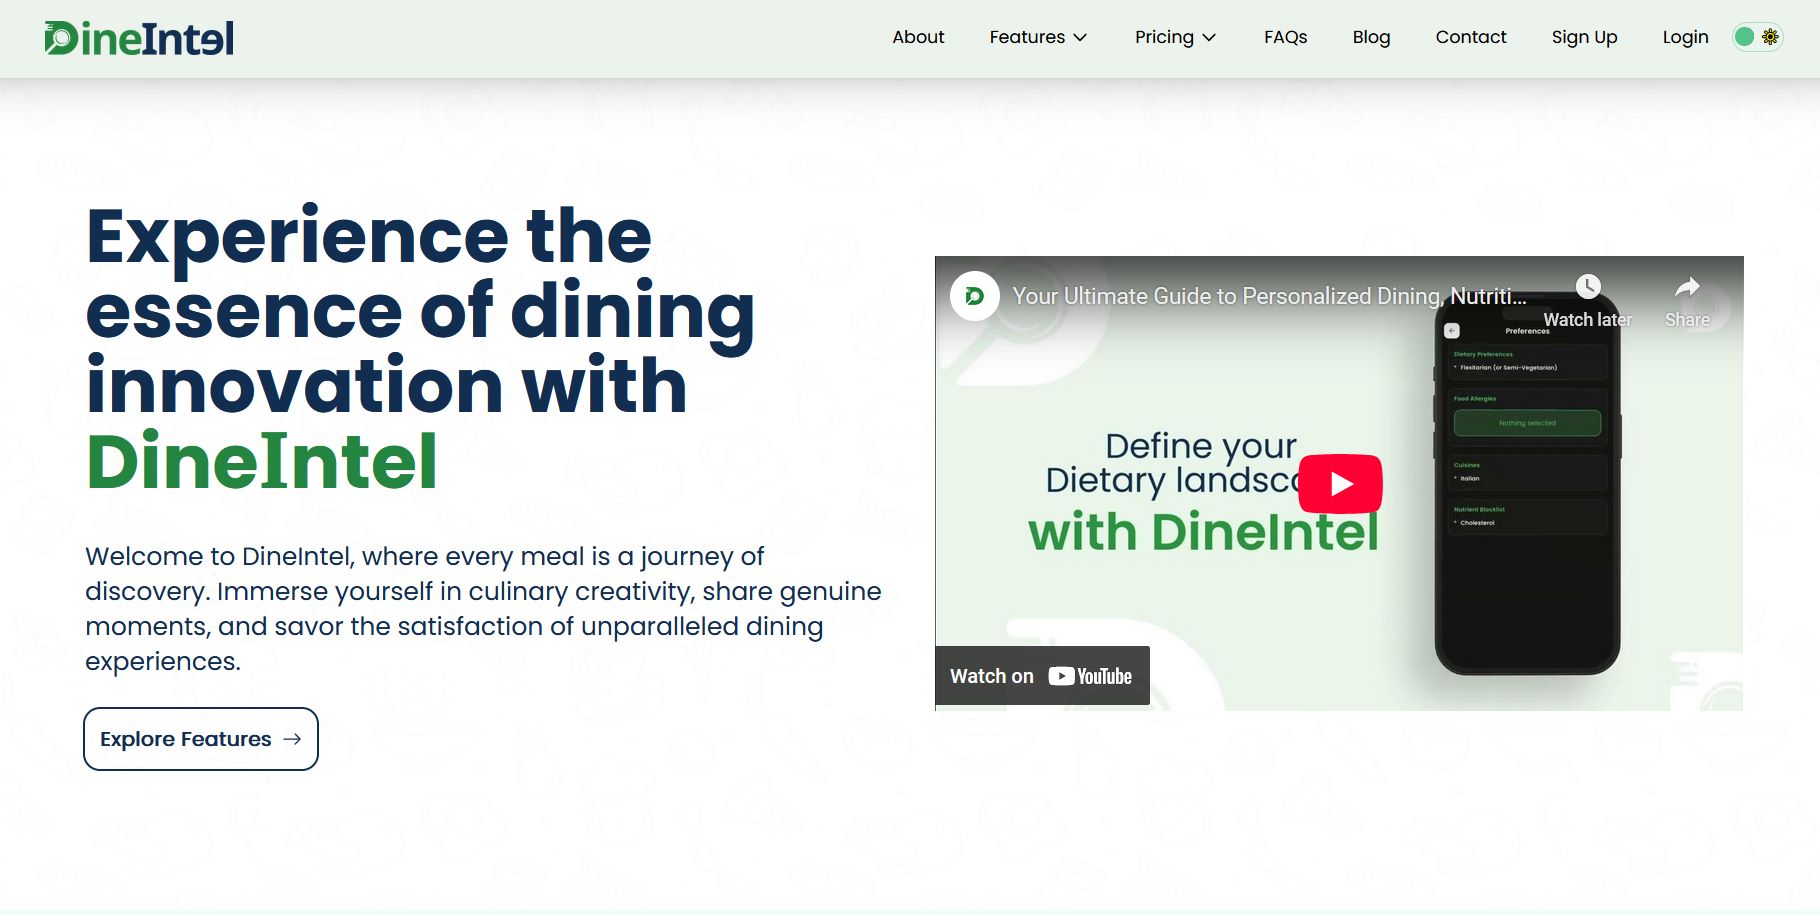 DineIntel
About
Features
Pricing
FAQs
Blog
Contact
Sign Up
Login
Experience the
essence of dining
innovation with
DineIntel
Welcome to DineIntel, where every meal is a journey of
discovery. Immerse yourself in culinary creativity, share genuine
moments, and savor the satisfaction of unparalleled dining
experiences.
Explore Features →
Your Ultimate Guide to Personalized Dining, Nutriti...
Watch later
Share
Define your
Dietary landsc
with DineIntel
Preferences
Dietary Preferences
• Flexitarian (or Semi-Vegetarian)
Food Allergies
Nothing selected
Cuisines
• Italian
Nutrient Blocklist
• Cholesterol
Watch on YouTube